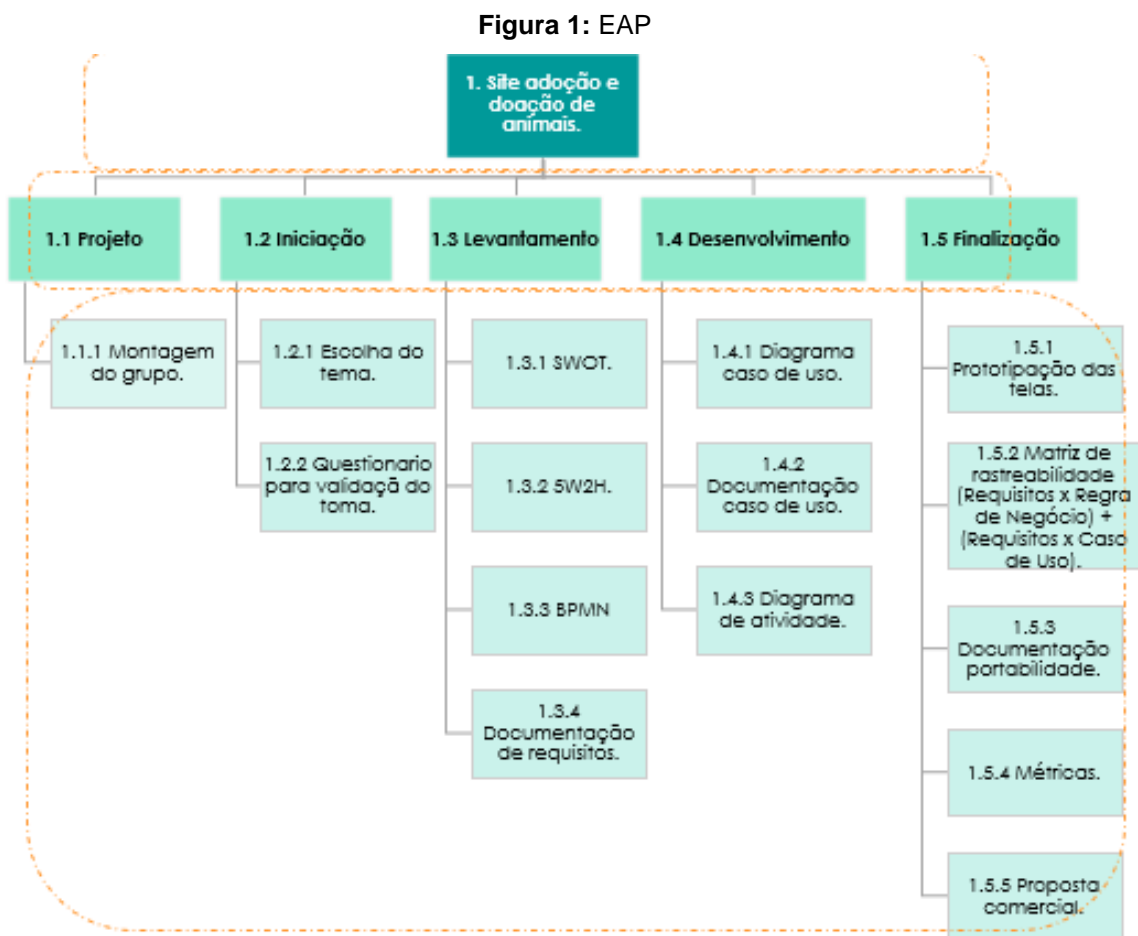 Figura 1: EAP
1. Site adoção e
doação de
animais.
1.1 Projeto
1.2 Iniciação
1.3 Levantamento
1.4 Desenvolvimento
1.5 Finalização
1.1.1 Montagem
do grupo.
1.2.1 Escolha do
tema.
1.2.2 Questionario
para validaçã do
toma.
1.3.1 SWOT.
1.3.2 5W2H.
1.3.3 BPMN
1.3.4
Documentação
de requisitos.
1.4.1 Diagrama
caso de uso.
1.4.2
Documentação
caso de uso.
1.4.3 Diagrama
de atividade.
1.5.1
Prototipação das
telas.
1.5.2 Matriz de
rastreabilidade
(Requisitos x Regra
de Negócio) +
(Requisitos x Caso
de Uso).
1.5.3
Documentação
portabilidade.
1.5.4 Métricas.
1.5.5 Proposta
comercial.